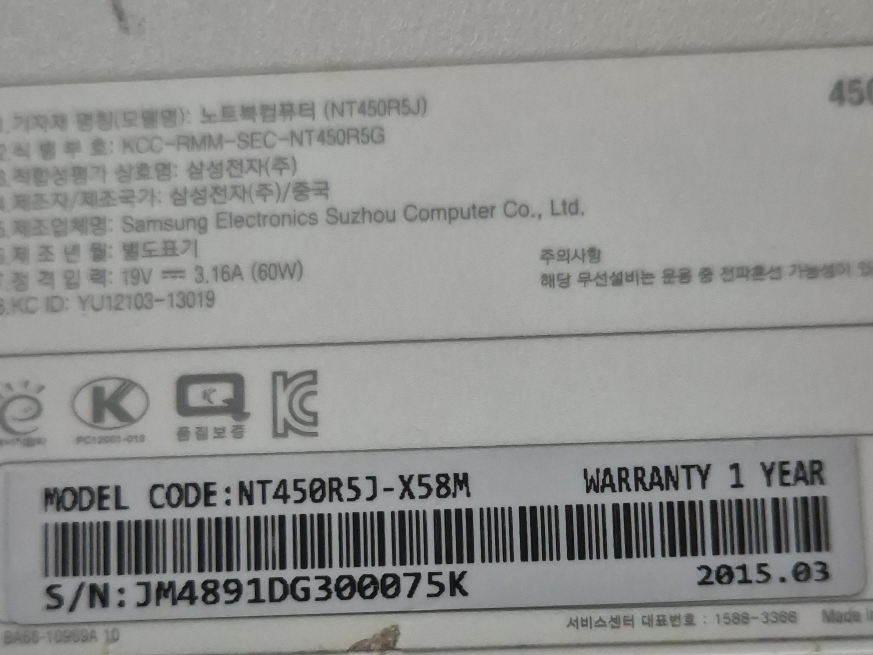 450
1.기자재 명칭(모델명): 노트북컴퓨터 (NT450R5J)
2.식 별 부 호: KCC-RMM-SEC-NT450R5G
3.적합성평가 상호명: 삼성전자(주)
4.제조자/제조국가: 삼성전자(주)/중국
5.제조업체명: Samsung Electronics Suzhou Computer Co., Ltd.
6.제 조 년 월: 별도표기
7.정 격 입 력: 19V 3.16A (60W)
8.KC ID: YU12103-13019
주의사항
해당 무선설비는 운용 중 전파혼선 가능성이
K
PC12001-019
품질보증
MODEL CODE:NT450R5J-X58M
WARRANTY 1 YEAR
S/N:JM4891DG300075K
2015.03
서비스센터 대표번호 : 1588-3366
Made in
BA68-10969A 10